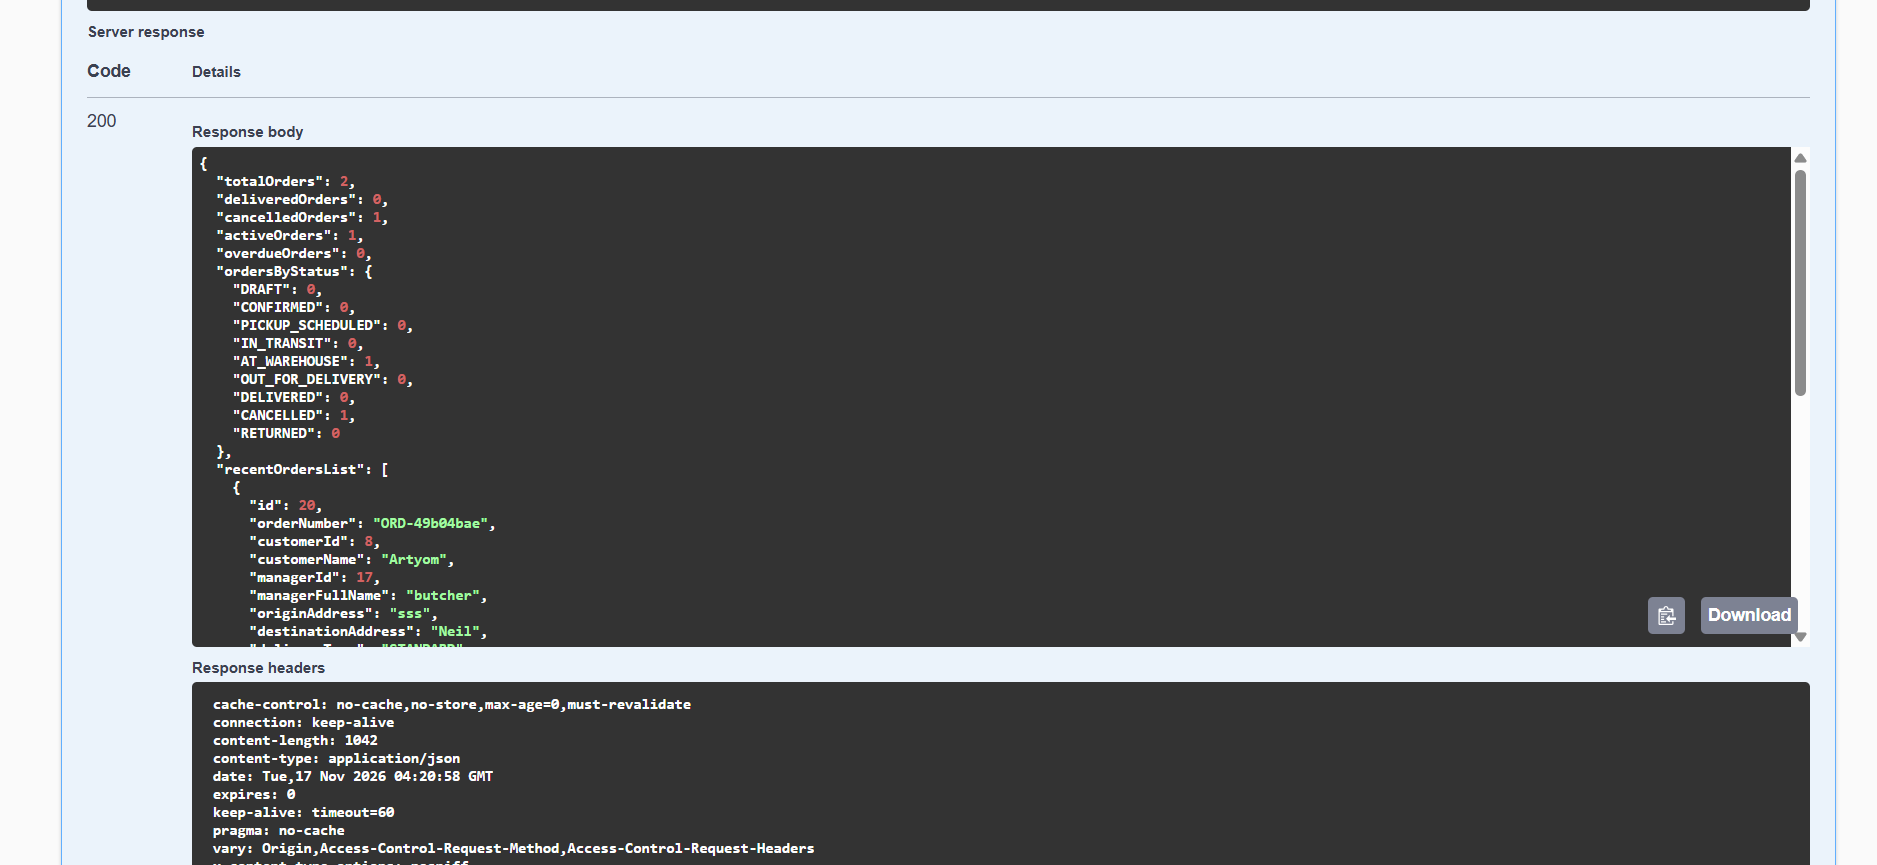 Server response
Code Details
200
Response body
{
  "totalOrders": 2,
  "deliveredOrders": 0,
  "cancelledOrders": 1,
  "activeOrders": 1,
  "overdueOrders": 0,
  "ordersByStatus": {
    "DRAFT": 0,
    "CONFIRMED": 0,
    "PICKUP_SCHEDULED": 0,
    "IN_TRANSIT": 0,
    "AT_WAREHOUSE": 1,
    "OUT_FOR_DELIVERY": 0,
    "DELIVERED": 0,
    "CANCELLED": 1,
    "RETURNED": 0
  },
  "recentOrdersList": [
    {
      "id": 20,
      "orderNumber": "ORD-49b04bae",
      "customerId": 8,
      "customerName": "Artyom",
      "managerId": 17,
      "managerFullName": "butcher",
      "originAddress": "sss",
      "destinationAddress": "Neil",
Download
Response headers
cache-control: no-cache,no-store,max-age=0,must-revalidate
connection: keep-alive
content-length: 1042
content-type: application/json
date: Tue,17 Nov 2026 04:20:58 GMT
expires: 0
keep-alive: timeout=60
pragma: no-cache
vary: Origin,Access-Control-Request-Method,Access-Control-Request-Headers